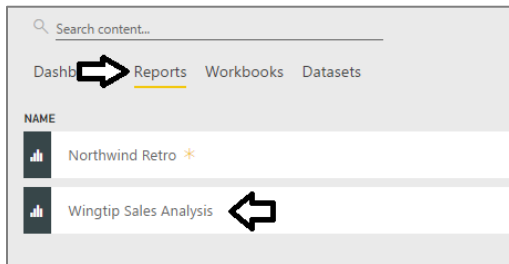 Search content...
Dashb Reports Workbooks Datasets
NAME
Northwind Retro *
Wingtip Sales Analysis